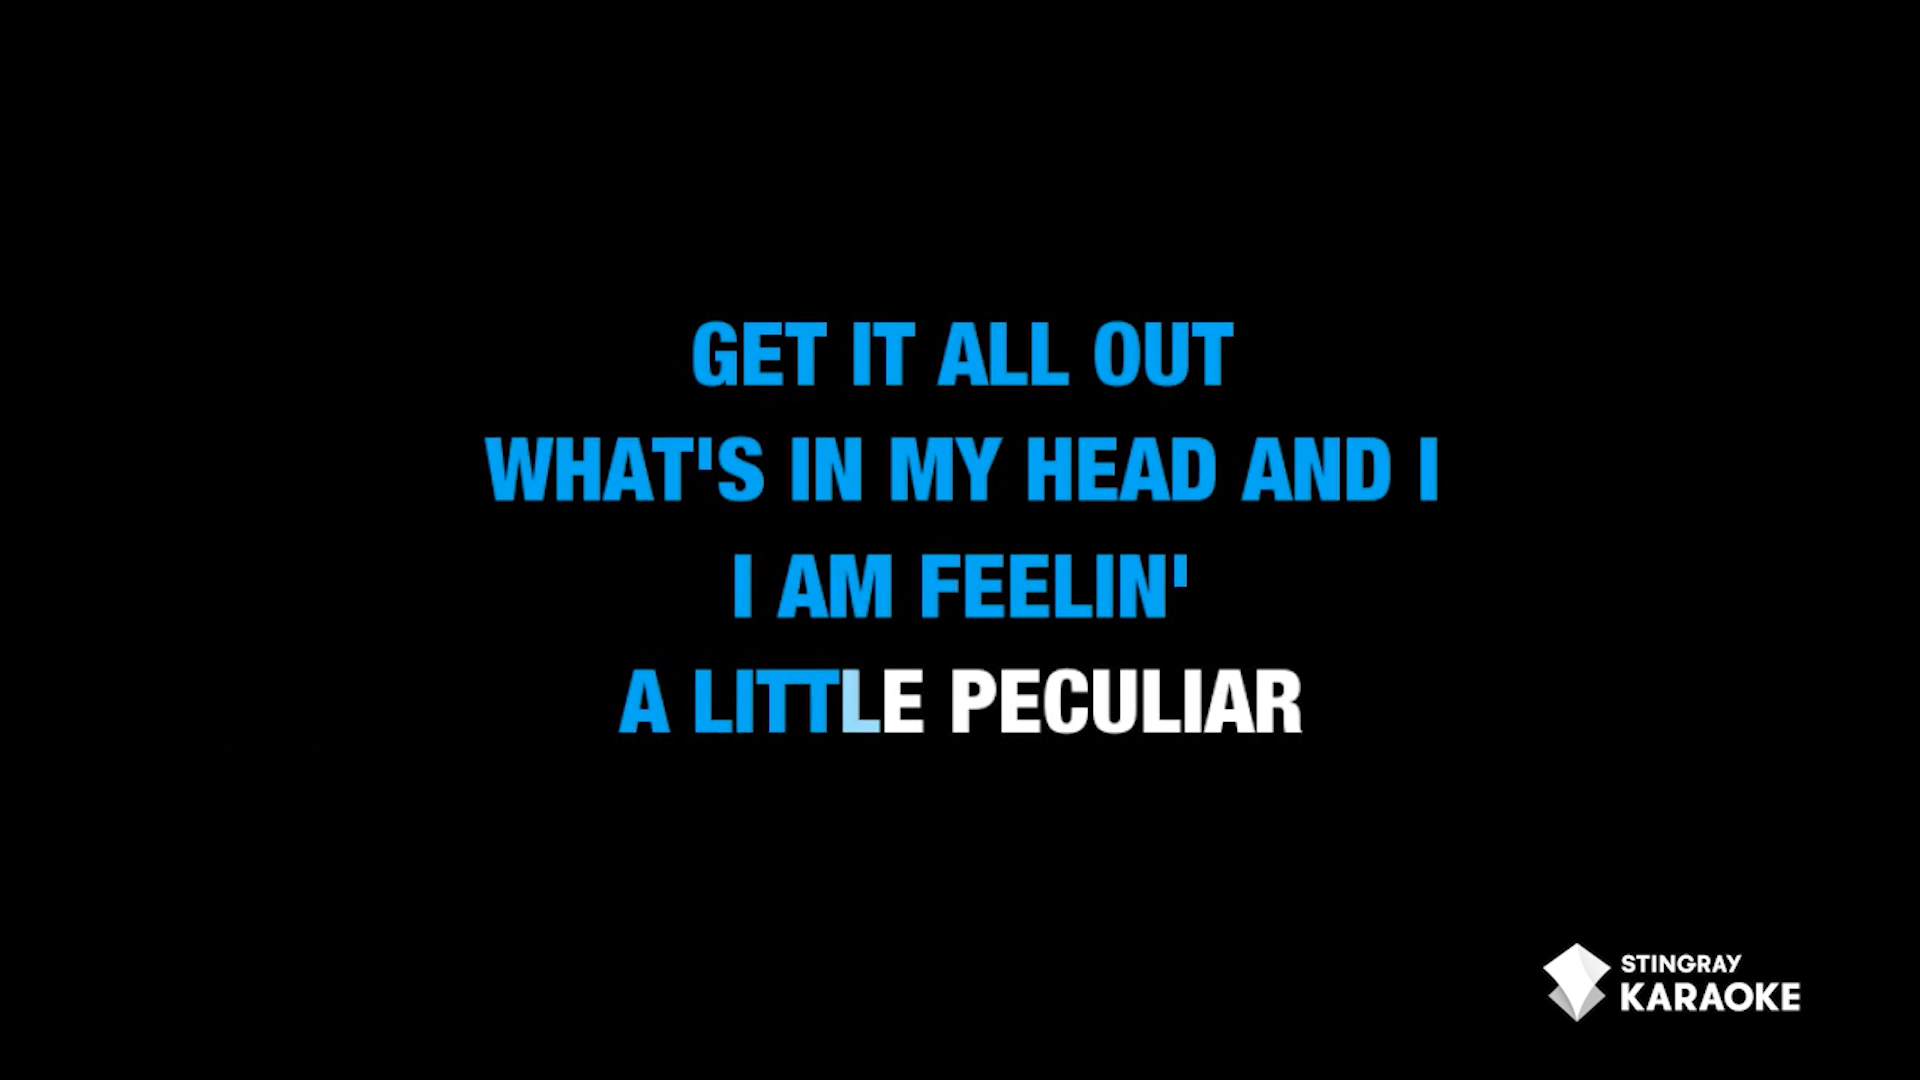 GET IT ALL OUT
WHAT'S IN MY HEAD AND I
I AM FEELIN'
A LITTLE PECULIAR
STINGRAY
KARAOKE